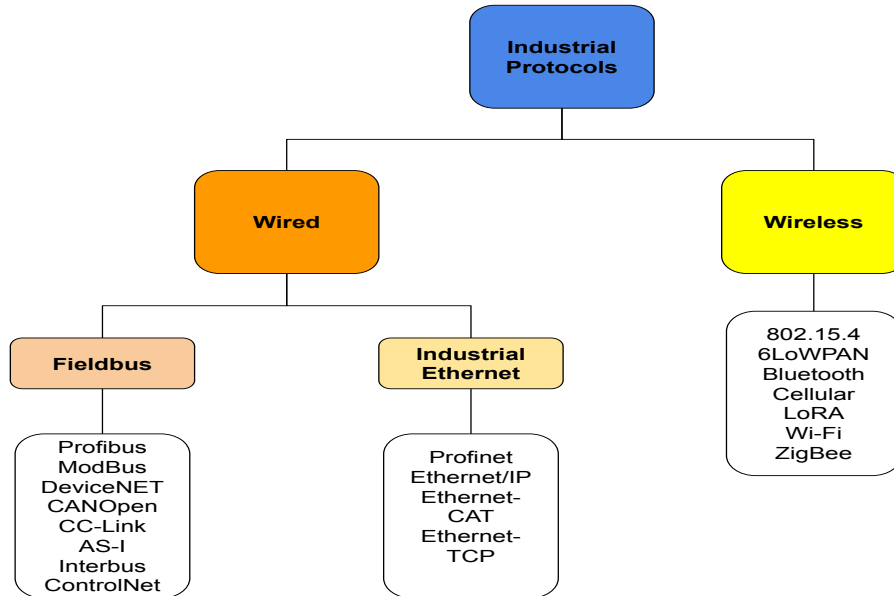 Industrial
Protocols
Wired
Wireless
Fieldbus
Industrial
Ethernet
802.15.4
6LoWPAN
Bluetooth
Cellular
LoRA
Wi-Fi
ZigBee
Profibus
ModBus
DeviceNET
CANOpen
CC-Link
AS-I
Interbus
ControlNet
Profinet
Ethernet/IP
Ethernet-
CAT
Ethernet-
TCP